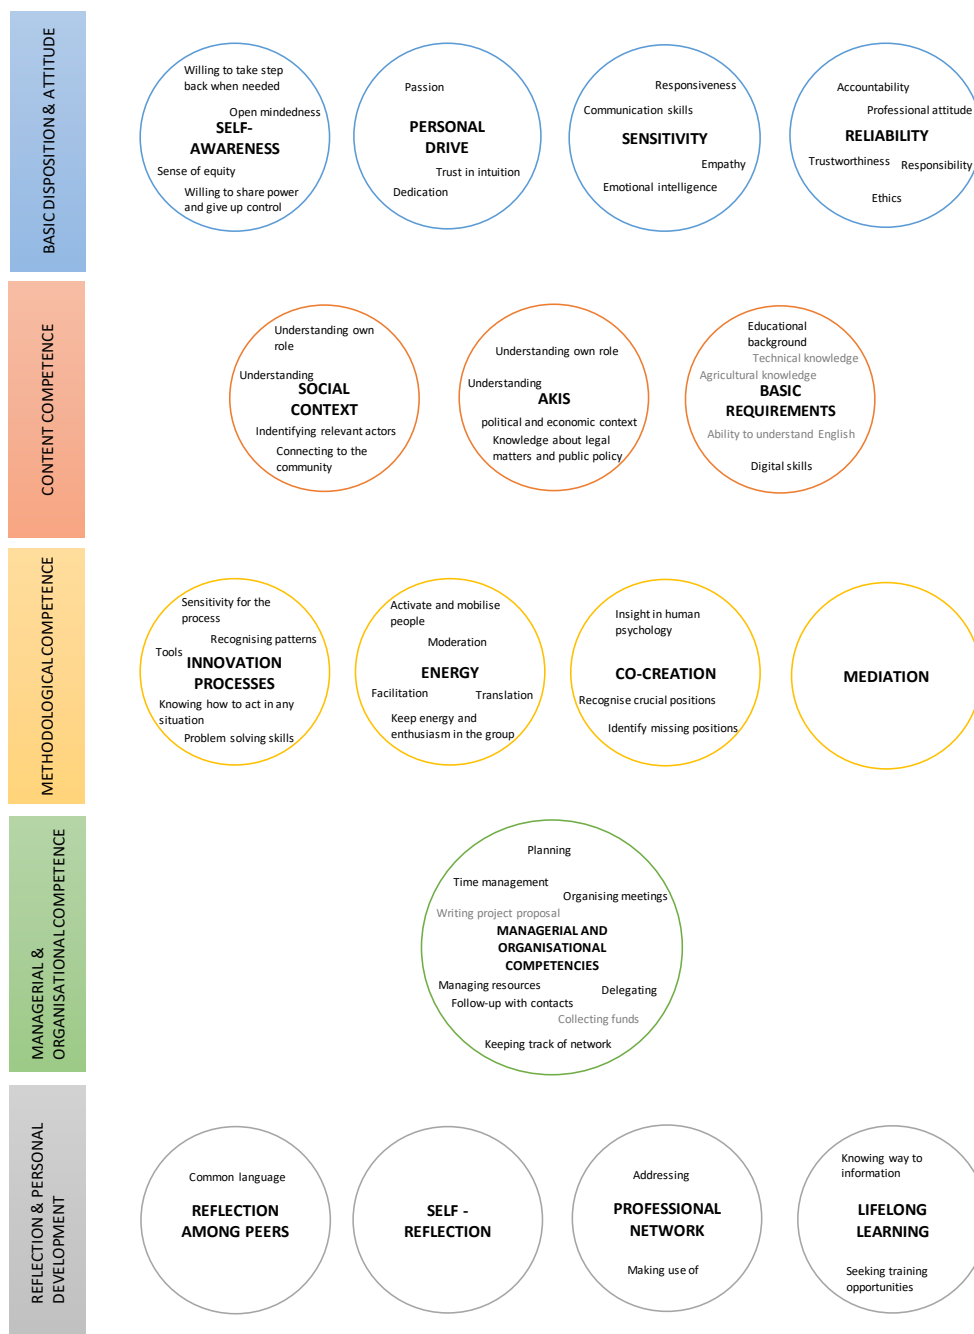 BASIC DISPOSITION & ATTITUDE
Willing to take step
back when needed
Open mindedness
SELF-
AWARENESS
Sense of equity
Willing to share power
and give up control
Passion
PERSONAL
DRIVE
Trust in intuition
Dedication
Responsiveness
Communication skills
SENSITIVITY
Empathy
Emotional intelligence
Accountability
Professional attitude
RELIABILITY
Trustworthiness
Responsibility
Ethics
CONTENT COMPETENCE
Understanding own
role
Understanding
SOCIAL
CONTEXT
Indentifying relevant actors
Connecting to the
community
Understanding own role
Understanding
AKIS
political and economic context
Knowledge about legal
matters and public policy
Educational
background
Technical knowledge
Agricultural knowledge
BASIC
REQUIREMENTS
Ability to understand English
Digital skills
METHODOLOGICAL COMPETENCE
Sensitivity for the
process
Recognising patterns
Tools
INNOVATION
PROCESSES
Knowing how to act in any
situation
Problem solving skills
Activate and mobilise
people
Moderation
ENERGY
Facilitation
Translation
Keep energy and
enthusiasm in the group
Insight in human
psychology
CO-CREATION
Recognise crucial positions
Identify missing positions
MEDIATION
MANAGERIAL &
ORGANISATIONAL COMPETENCE
Planning
Time management
Organising meetings
Writing project proposal
MANAGERIAL AND
ORGANISATIONAL
COMPETENCIES
Managing resources
Delegating
Follow-up with contacts
Collecting funds
Keeping track of network
REFLECTION & PERSONAL
DEVELOPMENT
Common language
REFLECTION
AMONG PEERS
SELF -
REFLECTION
Addressing
PROFESSIONAL
NETWORK
Making use of
Knowing way to
information
LIFELONG
LEARNING
Seeking training
opportunities